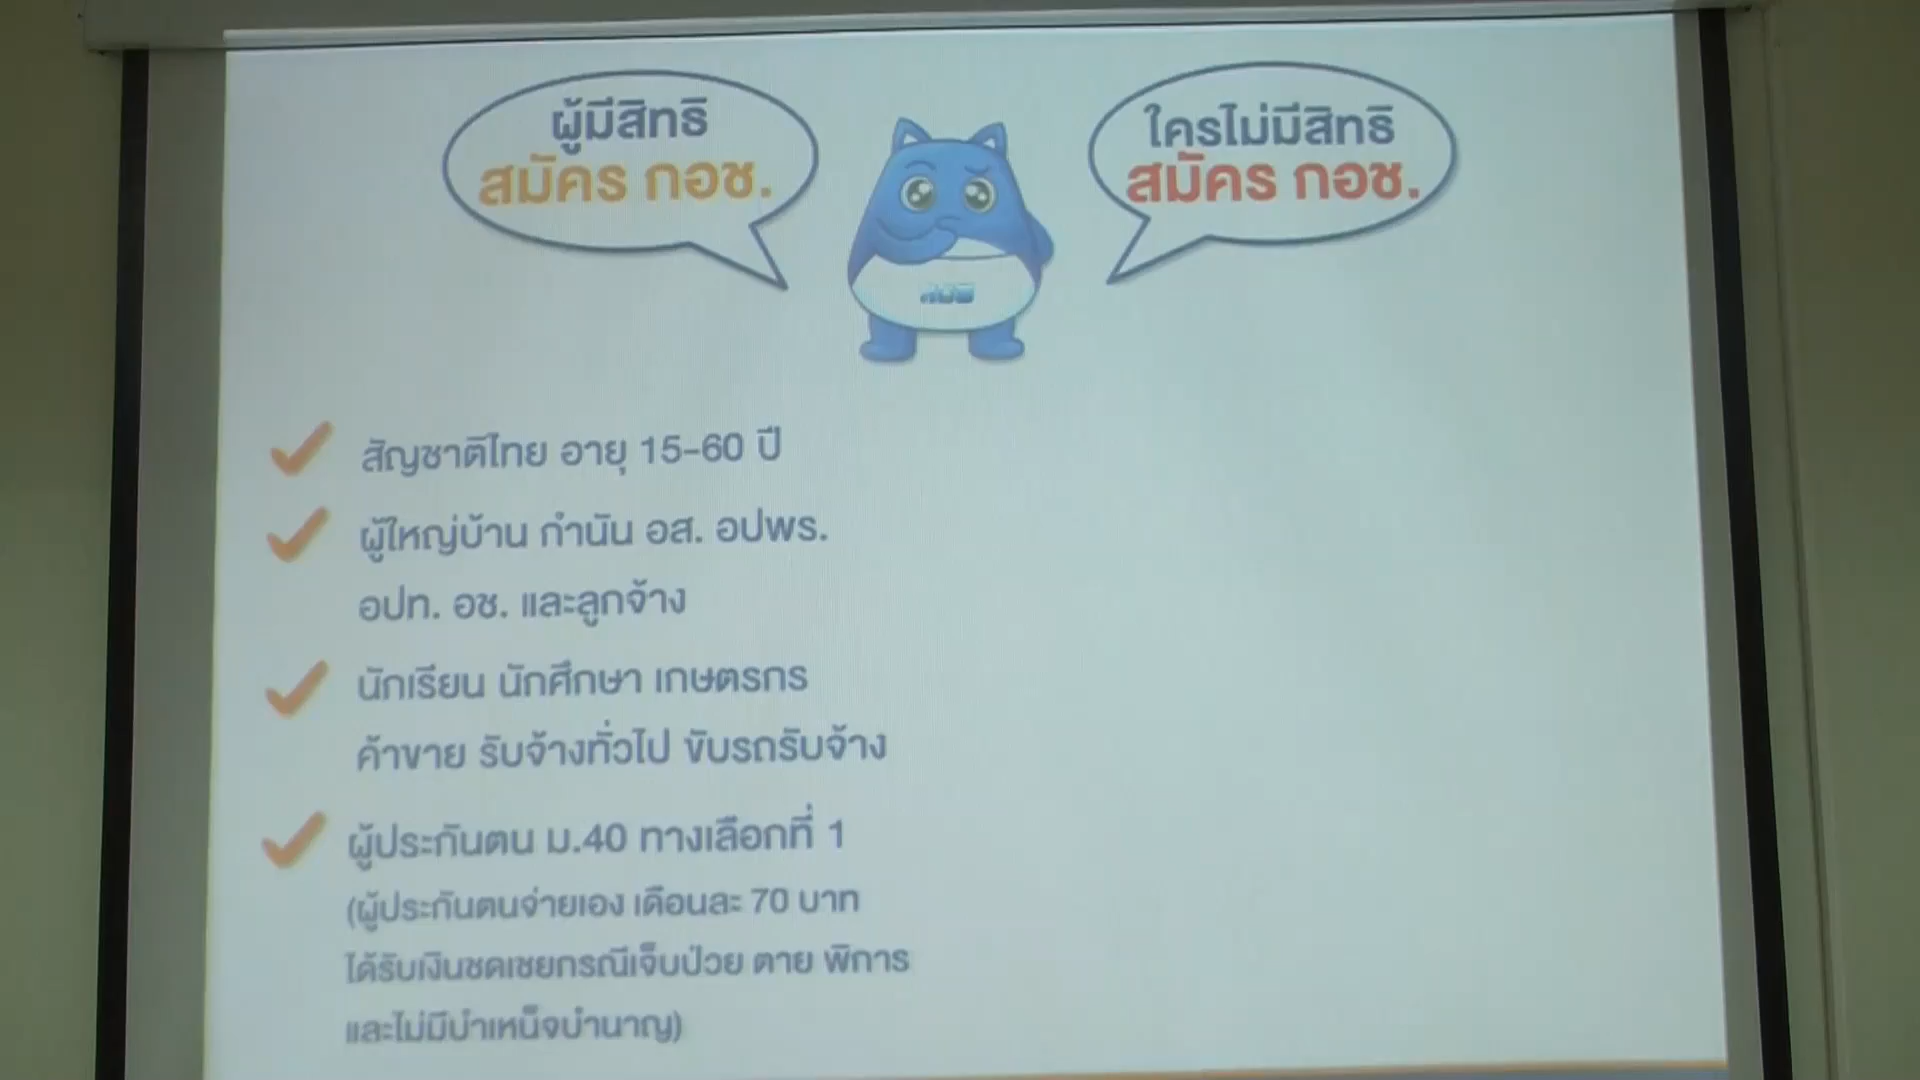 ผู้มีสิทธิ
สมัคร กอช.
ใครไม่มีสิทธิ
สมัคร กอช.
สัญชาติไทย อายุ 15-60 ปี
ผู้ใหญ่บ้าน กำนัน อส. อปพร.
อปท. อช. และลูกจ้าง
นักเรียน นักศึกษา เกษตรกร
ค้าขาย รับจ้างทั่วไป ขับรถรับจ้าง
ผู้ประกันตน ม.40 ทางเลือกที่ 1
(ผู้ประกันตนจ่ายเอง เดือนละ 70 บาท
ได้รับเงินชดเชยกรณีเจ็บป่วย ตาย พิการ
และไม่มีบำเหน็จบำนาญ)